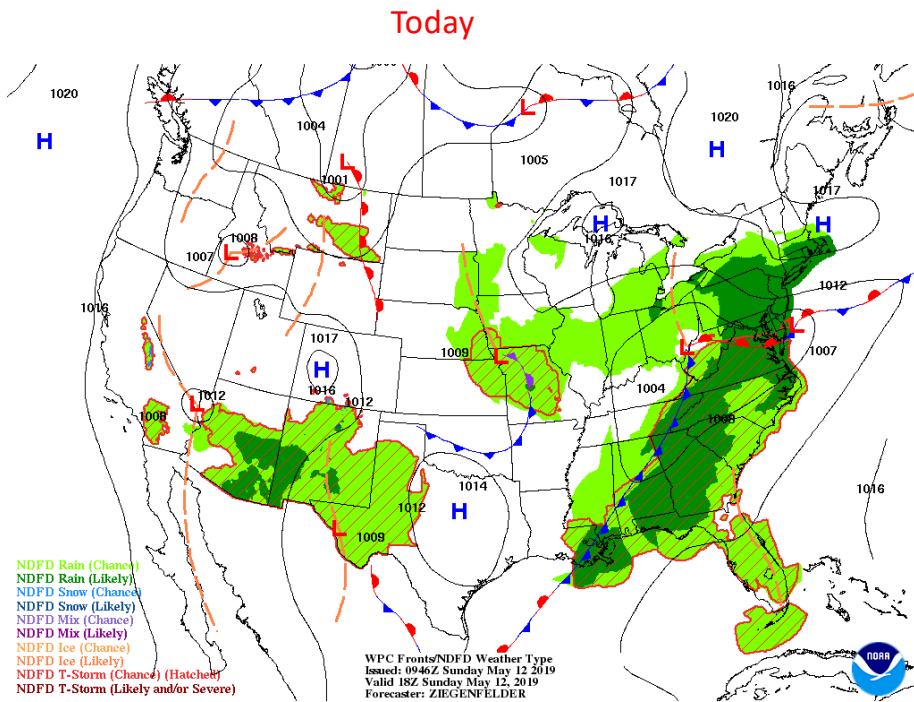 Today
1020
H
1004
1016
1020
H
L
1005
L
1001
1017
1017
H
1016
H
1008
L
1007
1012
1016
1017
H
1016
1009
L
L
L
1007
1004
1012
L
1012
1008
1008
1014
H
1012
1016
L
1009
NDFD Rain (Chance)
NDFD Rain (Likely)
NDFD Snow (Chance)
NDFD Snow (Likely)
NDFD Mix (Chance)
NDFD Mix (Likely)
NDFD Ice (Chance)
NDFD Ice (Likely)
NDFD T-Storm (Chance) (Hatched)
NDFD T-Storm (Likely and/or Severe)
WPC Fronts/NDFD Weather Type
Issued: 0946Z Sunday May 12 2019
Valid 18Z Sunday May 12, 2019
Forecaster: ZIEGENFELDER
NOAA